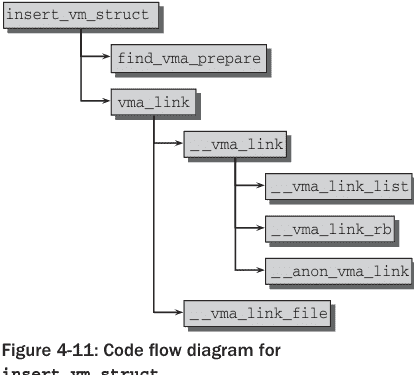 insert_vm_struct
find_vma_prepare
vma_link
__vma_link
__vma_link_list
__vma_link_rb
__anon_vma_link
__vma_link_file
Figure 4-11: Code flow diagram for
insert_vm_struct